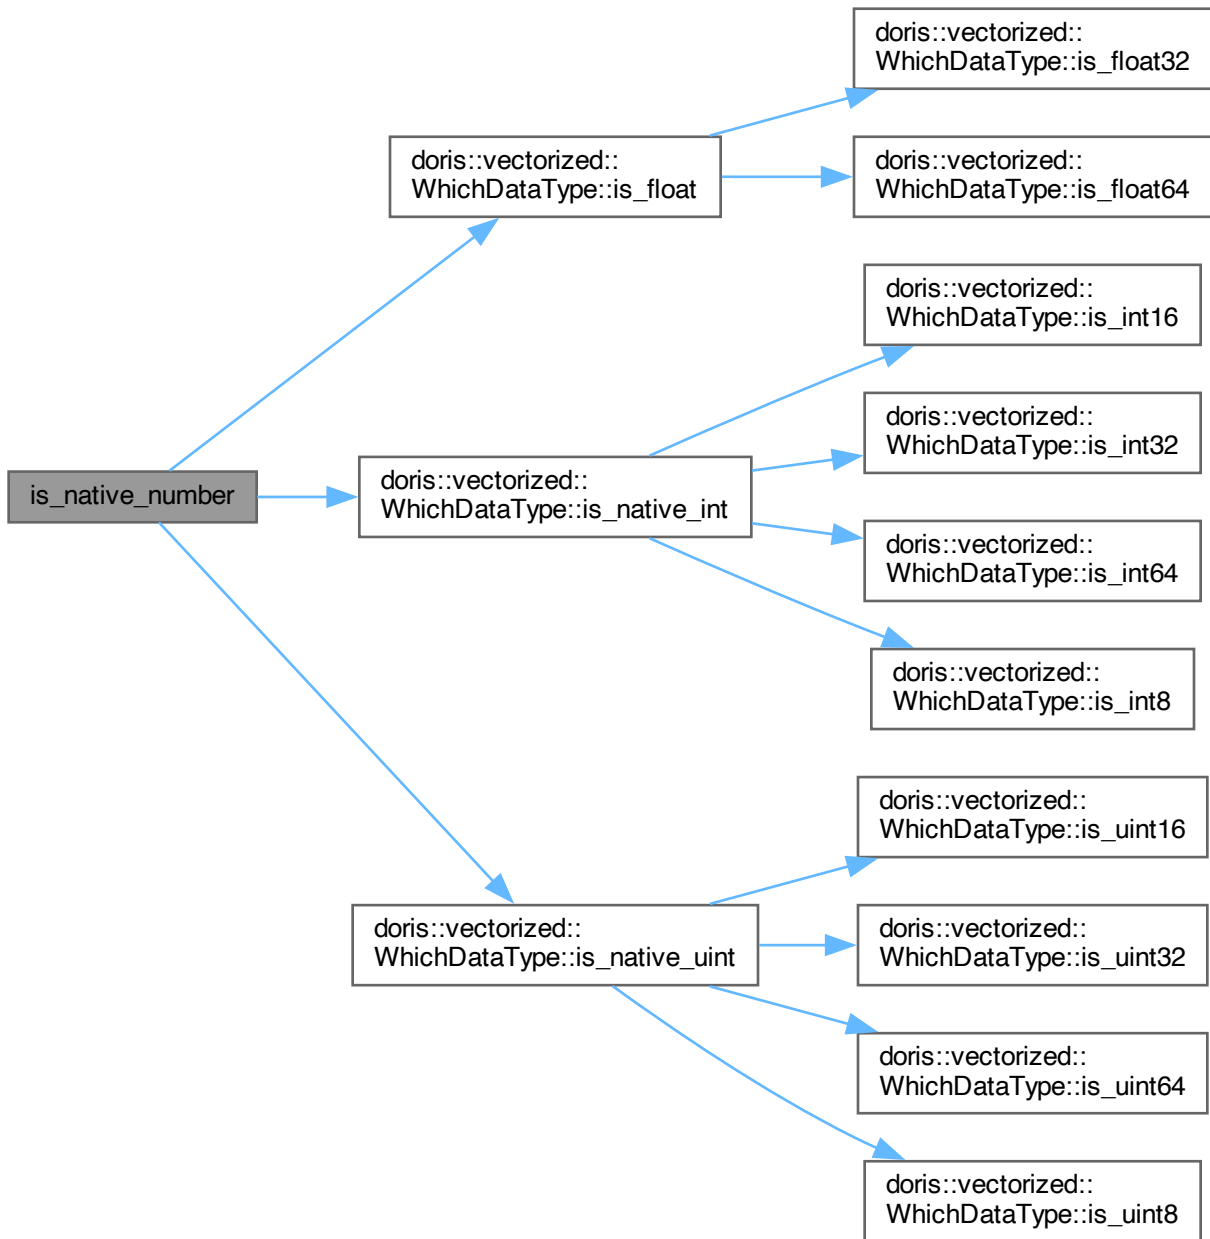 doris::vectorized::
WhichDataType::is_float32
doris::vectorized::
WhichDataType::is_float
doris::vectorized::
WhichDataType::is_float64
doris::vectorized::
WhichDataType::is_int16
doris::vectorized::
WhichDataType::is_int32
is_native_number
doris::vectorized::
WhichDataType::is_native_int
doris::vectorized::
WhichDataType::is_int64
doris::vectorized::
WhichDataType::is_int8
doris::vectorized::
WhichDataType::is_uint16
doris::vectorized::
WhichDataType::is_native_uint
doris::vectorized::
WhichDataType::is_uint32
doris::vectorized::
WhichDataType::is_uint64
doris::vectorized::
WhichDataType::is_uint8